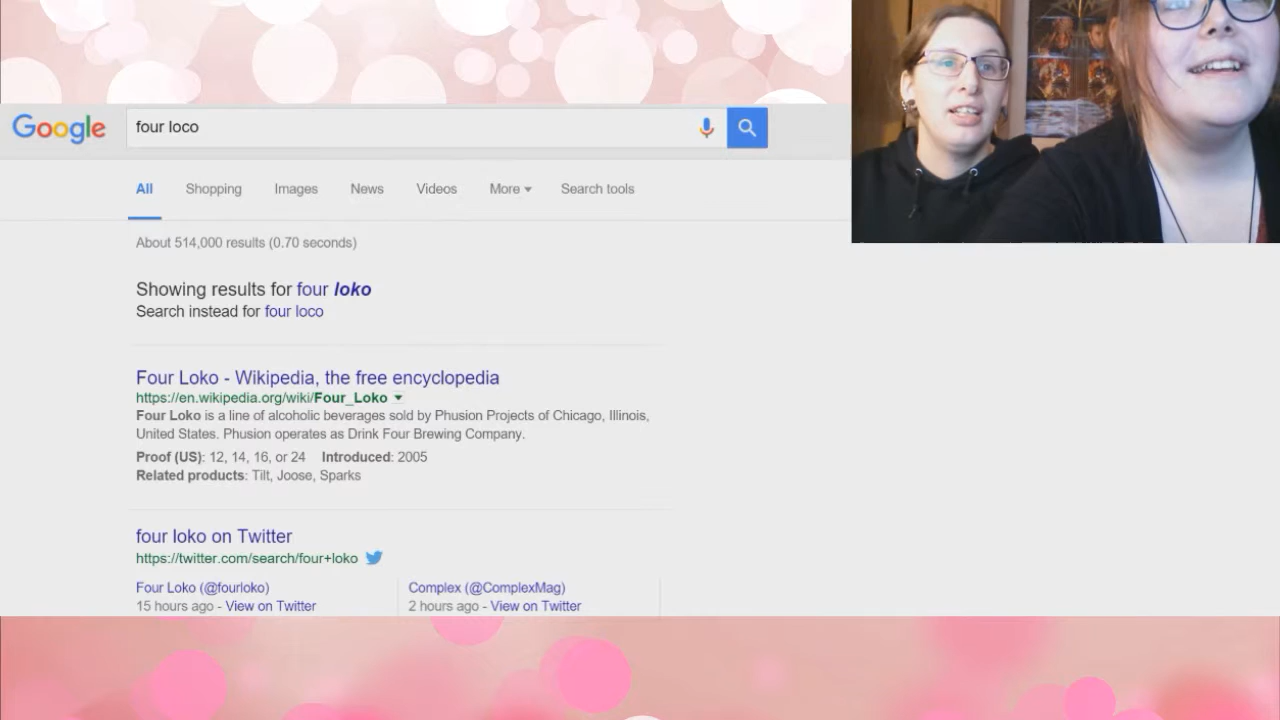 Google
four loco
All Shopping Images News Videos More Search tools
About 514,000 results (0.70 seconds)
Showing results for four loko
Search instead for four loco
Four Loko - Wikipedia, the free encyclopedia
https://en.wikipedia.org/wiki/Four_Loko
Four Loko is a line of alcoholic beverages sold by Phusion Projects of Chicago, Illinois,
United States. Phusion operates as Drink Four Brewing Company.
Proof (US): 12, 14, 16, or 24 Introduced: 2005
Related products: Tilt, Joose, Sparks
four loko on Twitter
https://twitter.com/search/four+loko
Four Loko (@fourloko) Complex (@ComplexMag)
15 hours ago - View on Twitter 2 hours ago - View on Twitter